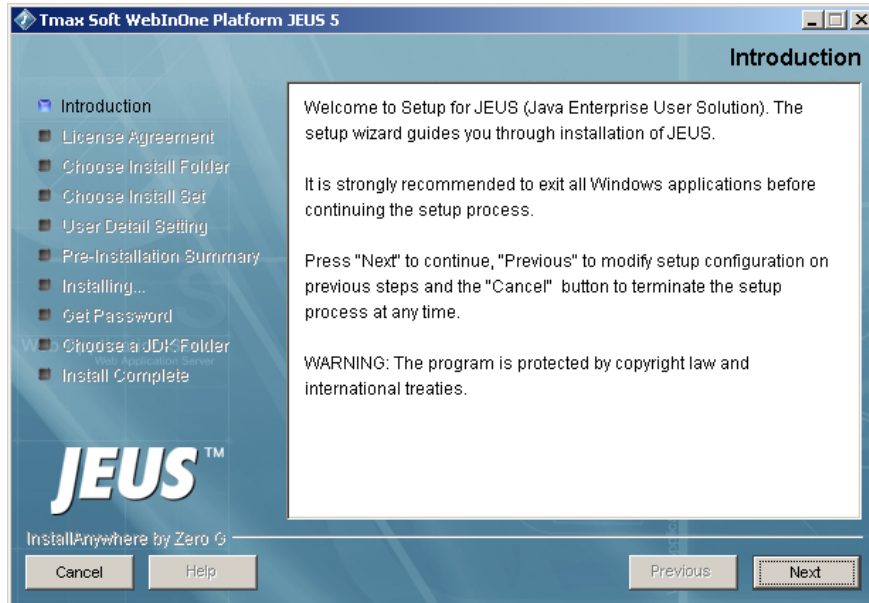 Tmax Soft WebInOne Platform JEUS 5
Introduction
Introduction
License Agreement
Choose Install Folder
Choose Install Set
User Detail Setting
Pre-Installation Summary
Installing...
Get Password
Choose a JDK Folder
Web Application Server
Install Complete
Welcome to Setup for JEUS (Java Enterprise User Solution). The
setup wizard guides you through installation of JEUS.
It is strongly recommended to exit all Windows applications before
continuing the setup process.
Press "Next" to continue, "Previous" to modify setup configuration on
previous steps and the "Cancel"  button to terminate the setup
process at any time.
WARNING: The program is protected by copyright law and
international treaties.
JEUS™
InstallAnywhere by Zero G
Cancel
Help
Previous
Next